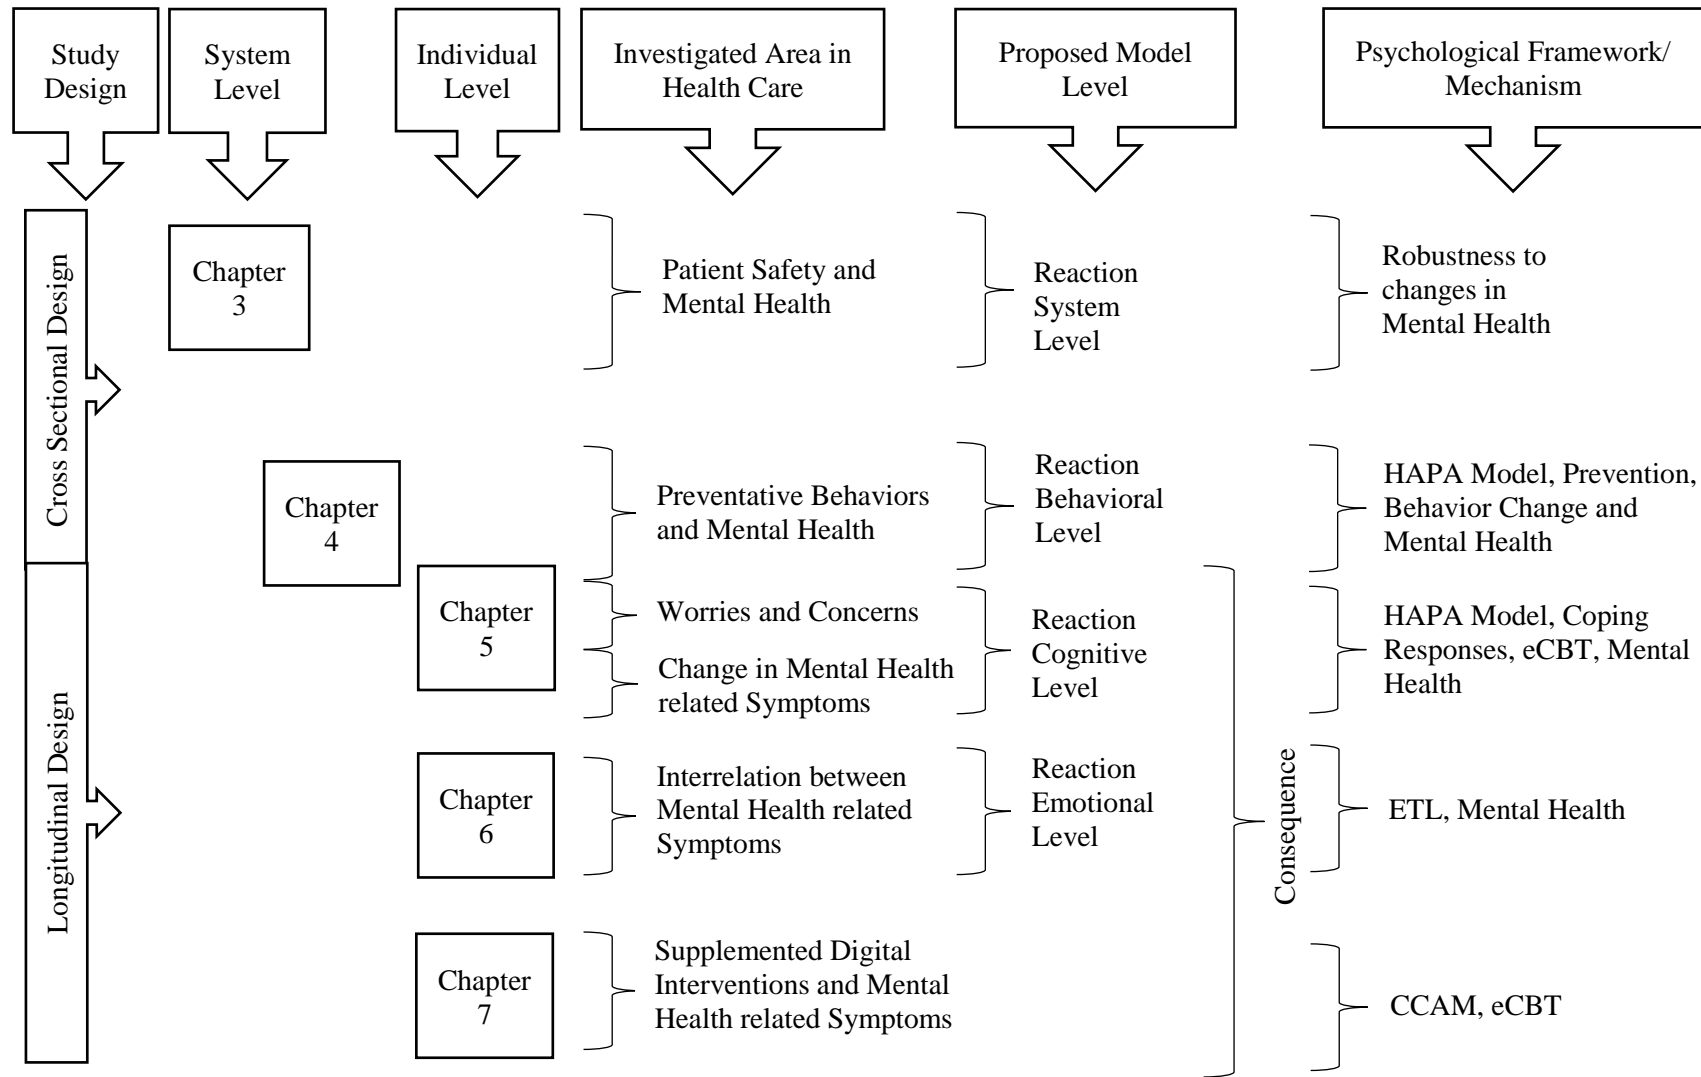 Study
Design
System
Level
Individual
Level
Investigated Area in
Health Care
Proposed Model
Level
Psychological Framework/
Mechanism
Cross Sectional Design
Chapter
3
Patient Safety and
Mental Health
Reaction
System
Level
Robustness to
changes in
Mental Health
Chapter
4
Preventative Behaviors
and Mental Health
Reaction
Behavioral
Level
HAPA Model, Prevention,
Behavior Change and
Mental Health
Longitudinal Design
Chapter
5
Worries and Concerns
Change in Mental Health
related Symptoms
Reaction
Cognitive
Level
HAPA Model, Coping
Responses, eCBT, Mental
Health
Chapter
6
Interrelation between
Mental Health related
Symptoms
Reaction
Emotional
Level
Consequence
ETL, Mental Health
Chapter
7
Supplemented Digital
Interventions and Mental
Health related Symptoms
CCAM, eCBT